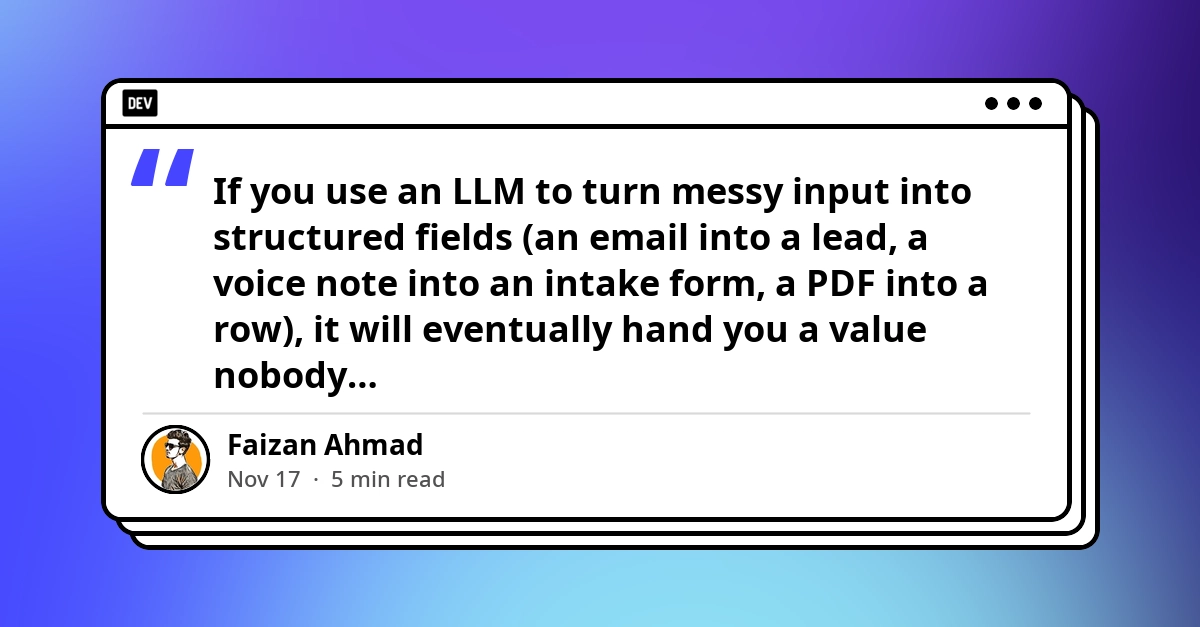 DEV
If you use an LLM to turn messy input into
structured fields (an email into a lead, a
voice note into an intake form, a PDF into a
row), it will eventually hand you a value
nobody...
Faizan Ahmad
Nov 17 · 5 min read